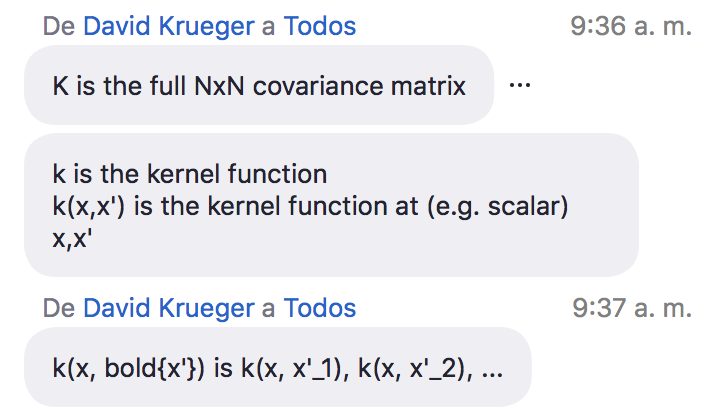 De David Krueger a Todos 9:36 a. m.
K is the full NxN covariance matrix ...
k is the kernel function
k(x,x') is the kernel function at (e.g. scalar)
x,x'
De David Krueger a Todos 9:37 a. m.
k(x, bold{x'}) is k(x, x'_1), k(x, x'_2), ...